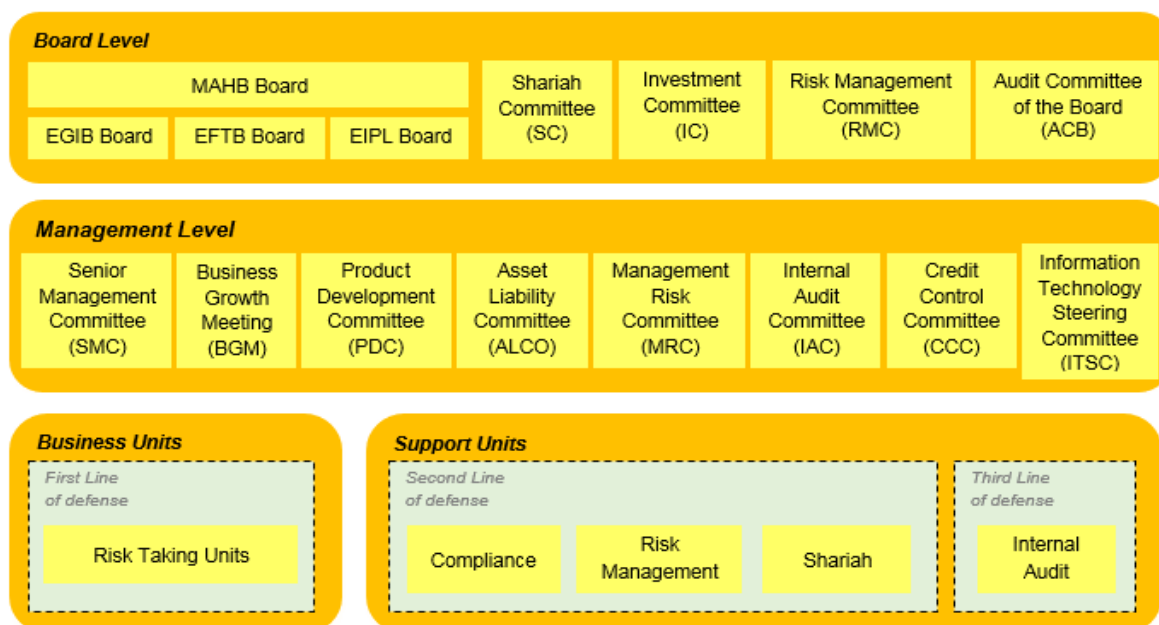 Board Level
MAHB Board
EGIB Board
EFTB Board
EIPL Board
Shariah
Committee
(SC)
Investment
Committee
(IC)
Risk Management
Committee
(RMC)
Audit Committee
of the Board
(ACB)
Management Level
Senior
Management
Committee
(SMC)
Business
Growth
Meeting
(BGM)
Product
Development
Committee
(PDC)
Asset
Liability
Committee
(ALCO)
Management
Risk
Committee
(MRC)
Internal
Audit
Committee
(IAC)
Credit
Control
Committee
(CCC)
Information
Technology
Steering
Committee
(ITSC)
Business Units
First Line
of defense
Risk Taking Units
Support Units
Second Line
of defense
Compliance
Risk
Management
Shariah
Third Line
of defense
Internal
Audit